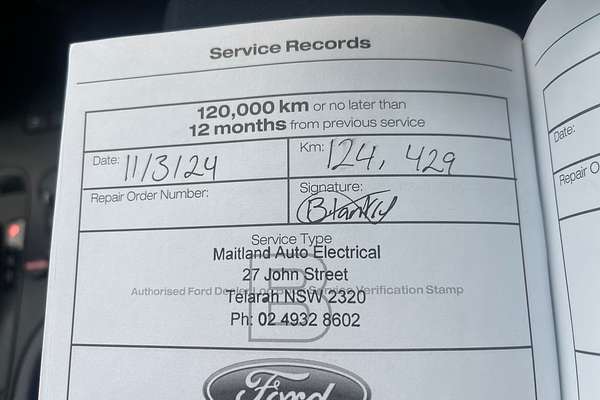 Service Records
120,000 km or no later than
12 months from previous service
Date: 11/3/24
Km: 124,429
Repair Order Number:
Signature:
Service Type
B
Maitland Auto Electrical
27 John Street
Authorised Ford Verification Stamp
Telarah NSW 2320
Ph: 02 4932 8602
Ford
Date:
Repair O